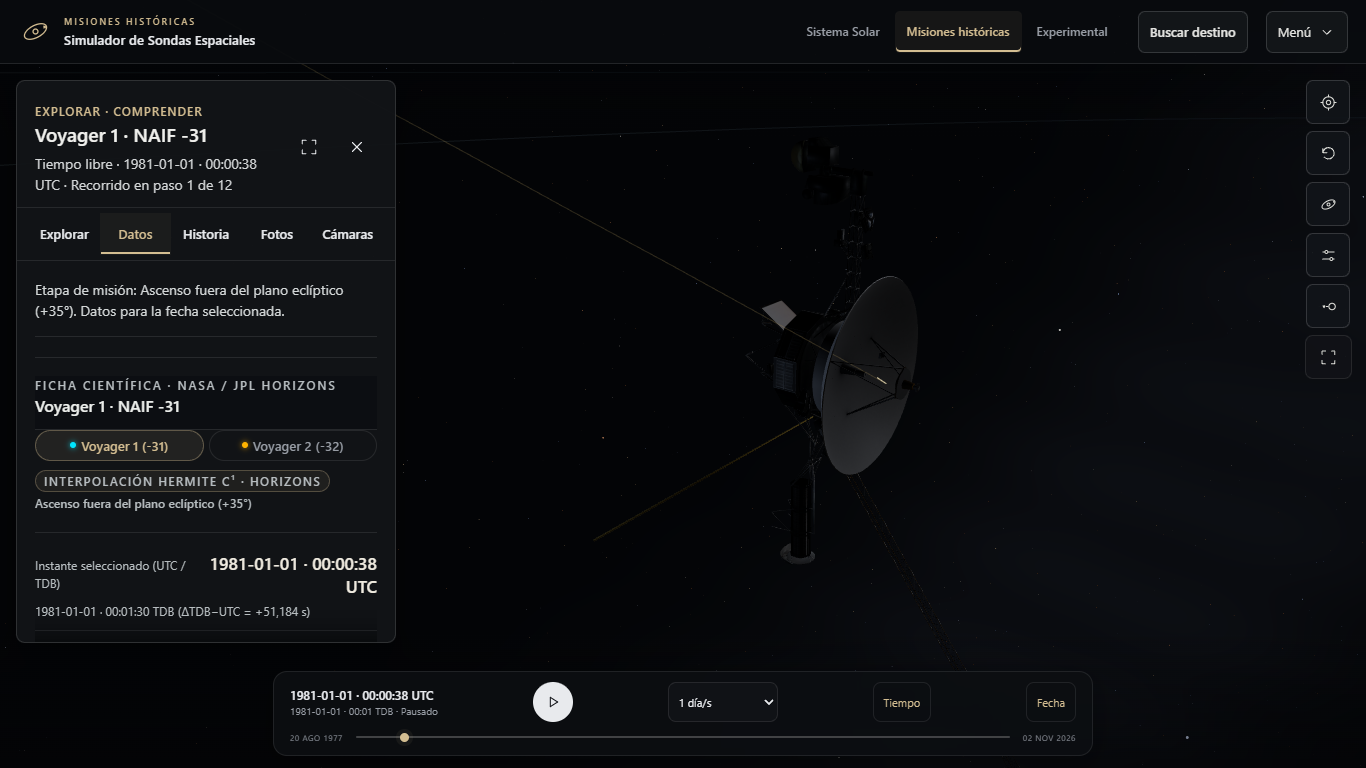 MISIONES HISTÓRICAS
Simulador de Sondas Espaciales
Sistema Solar
Misiones históricas
Experimental
Buscar destino
Menú
EXPLORAR · COMPRENDER
Voyager 1 · NAIF -31
Tiempo libre · 1981-01-01 · 00:00:38
UTC · Recorrido en paso 1 de 12
Explorar
Datos
Historia
Fotos
Cámaras
Etapa de misión: Ascenso fuera del plano eclíptico
(+35°). Datos para la fecha seleccionada.
FICHA CIENTÍFICA · NASA / JPL HORIZONS
Voyager 1 · NAIF -31
Voyager 1 (-31)
Voyager 2 (-32)
INTERPOLACIÓN HERMITE C¹ · HORIZONS
Ascenso fuera del plano eclíptico (+35°)
Instante seleccionado (UTC /
TDB)
1981-01-01 · 00:00:38
UTC
1981-01-01 · 00:01:30 TDB (ΔTDB−UTC = +51,184 s)
1981-01-01 · 00:00:38 UTC
1981-01-01 · 00:01 TDB · Pausado
1 día/s
Tiempo
Fecha
20 AGO 1977
02 NOV 2026